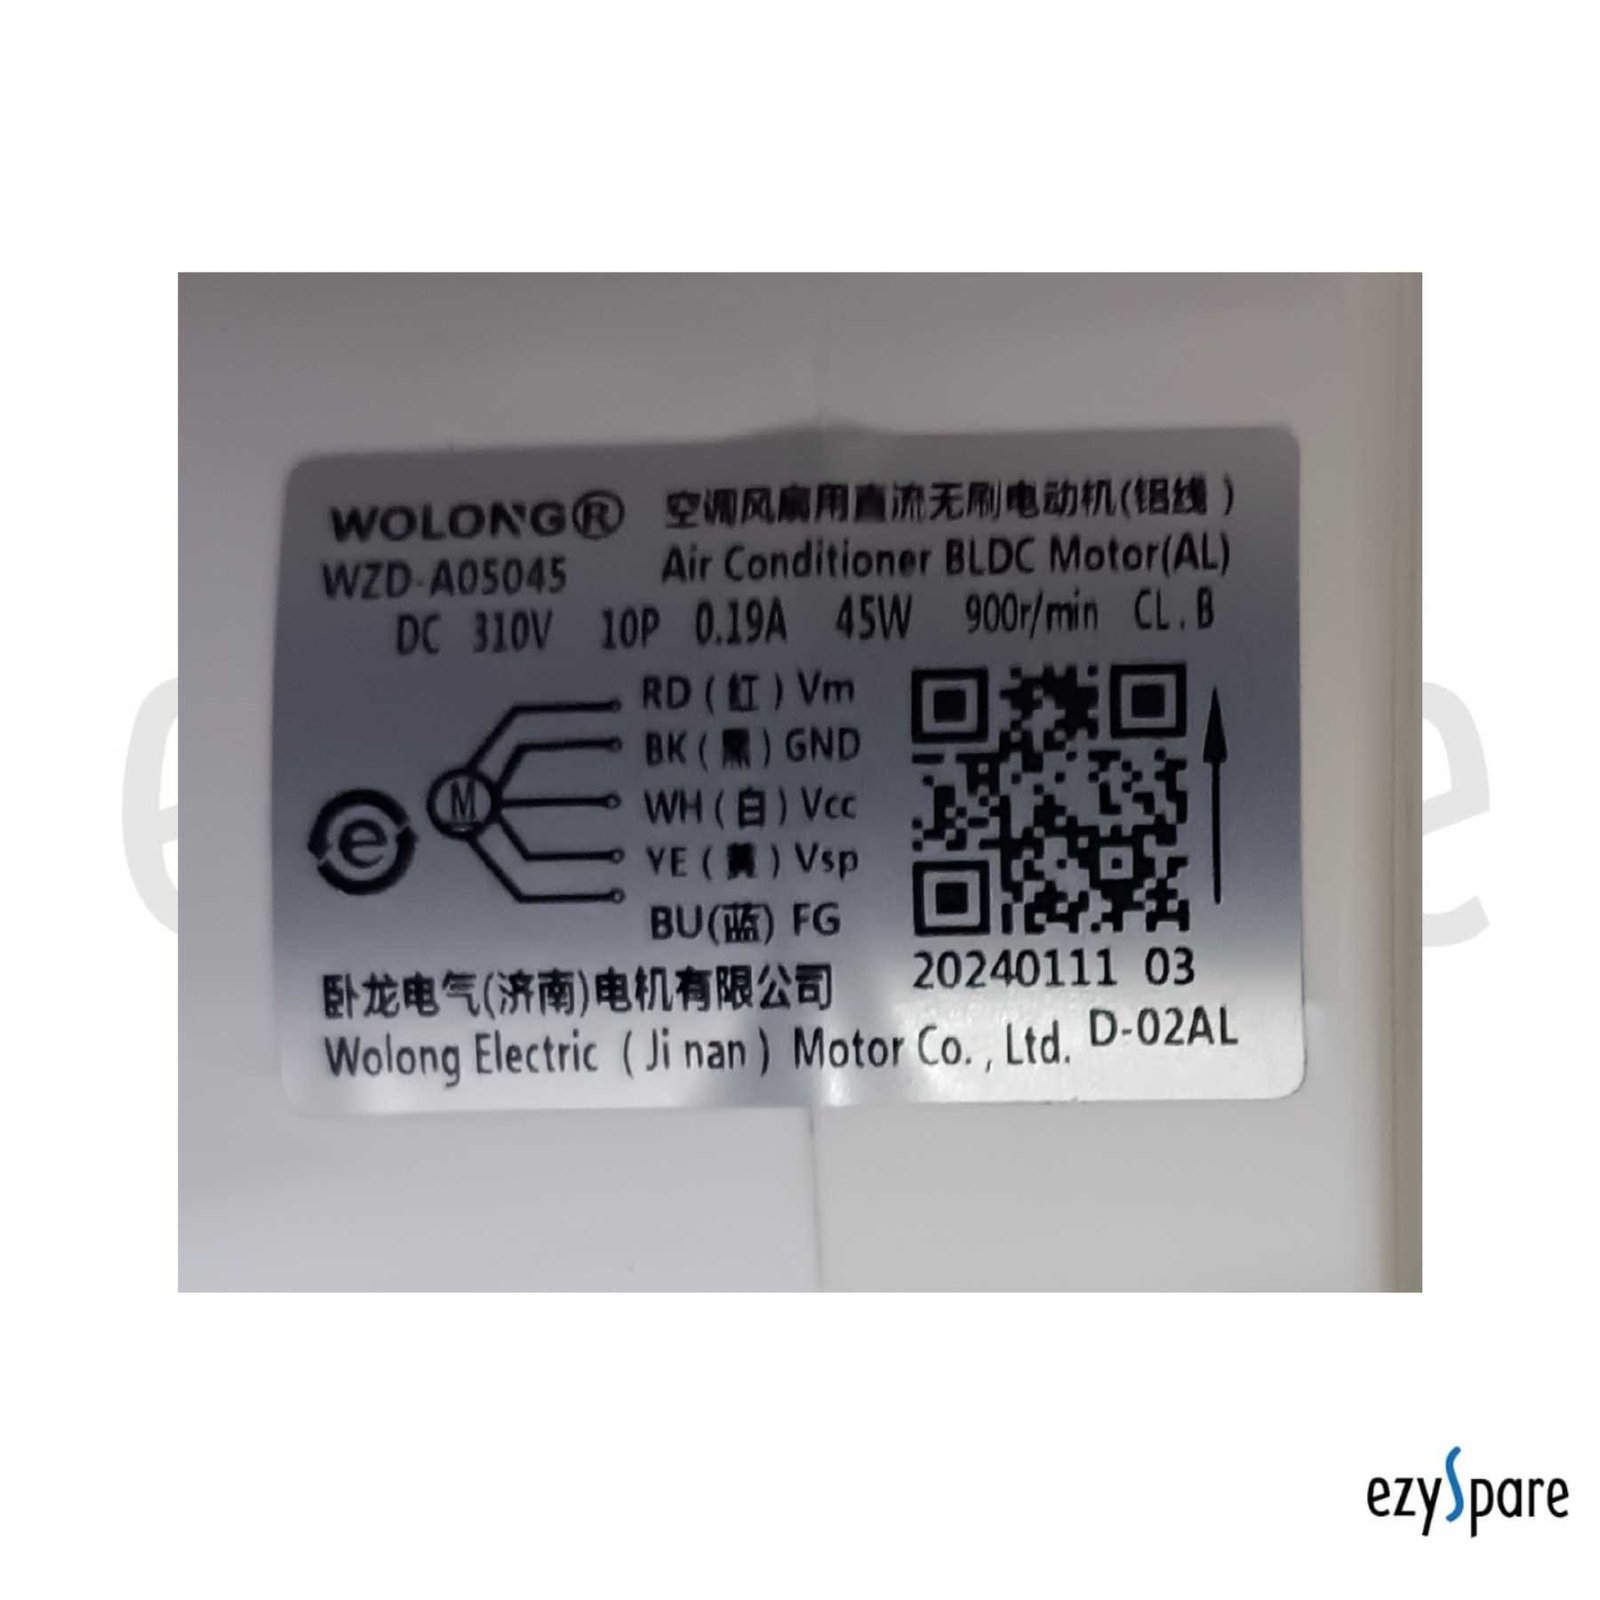 WOLONG® 空调风扇用直流无刷电动机(铝线)
WZD-A05045 Air Conditioner BLDC Motor(AL)
DC 310V 10P 0.19A 45W 900r/min CL.B
RD (红) Vm
BK (黑) GND
M
WH (白) Vcc
e
YE (黄) Vsp
BU(蓝) FG
20240111 03
卧龙电气(济南)电机有限公司
Wolong Electric (Ji nan) Motor Co., Ltd. D-02AL
ezySpare